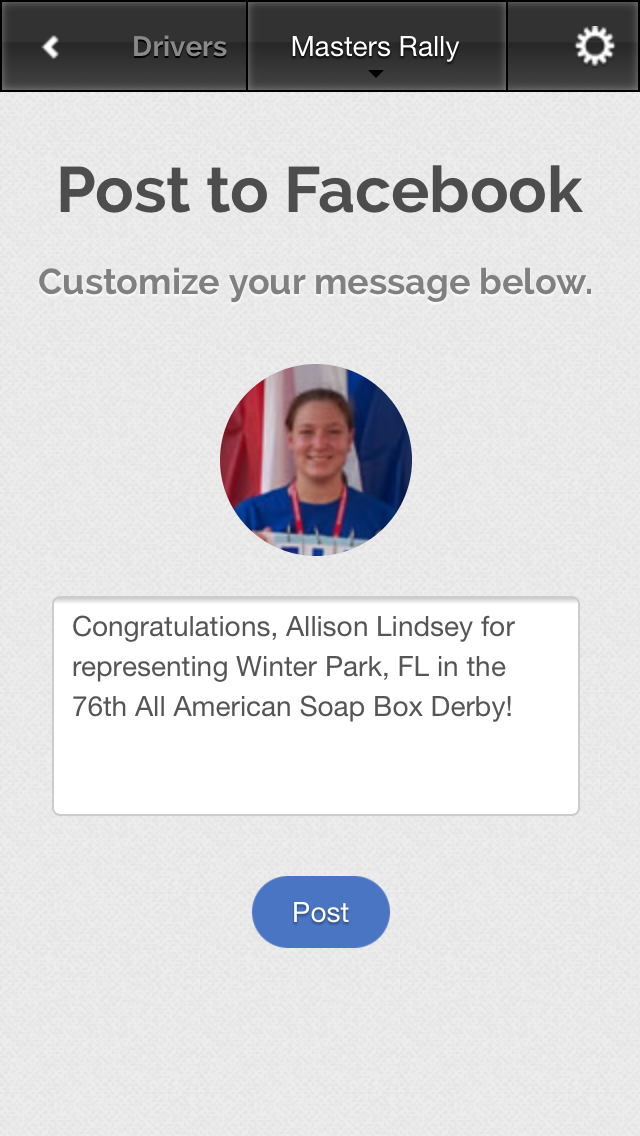 Drivers
Masters Rally
Post to Facebook
Customize your message below.
Congratulations, Allison Lindsey for
representing Winter Park, FL in the
76th All American Soap Box Derby!
Post